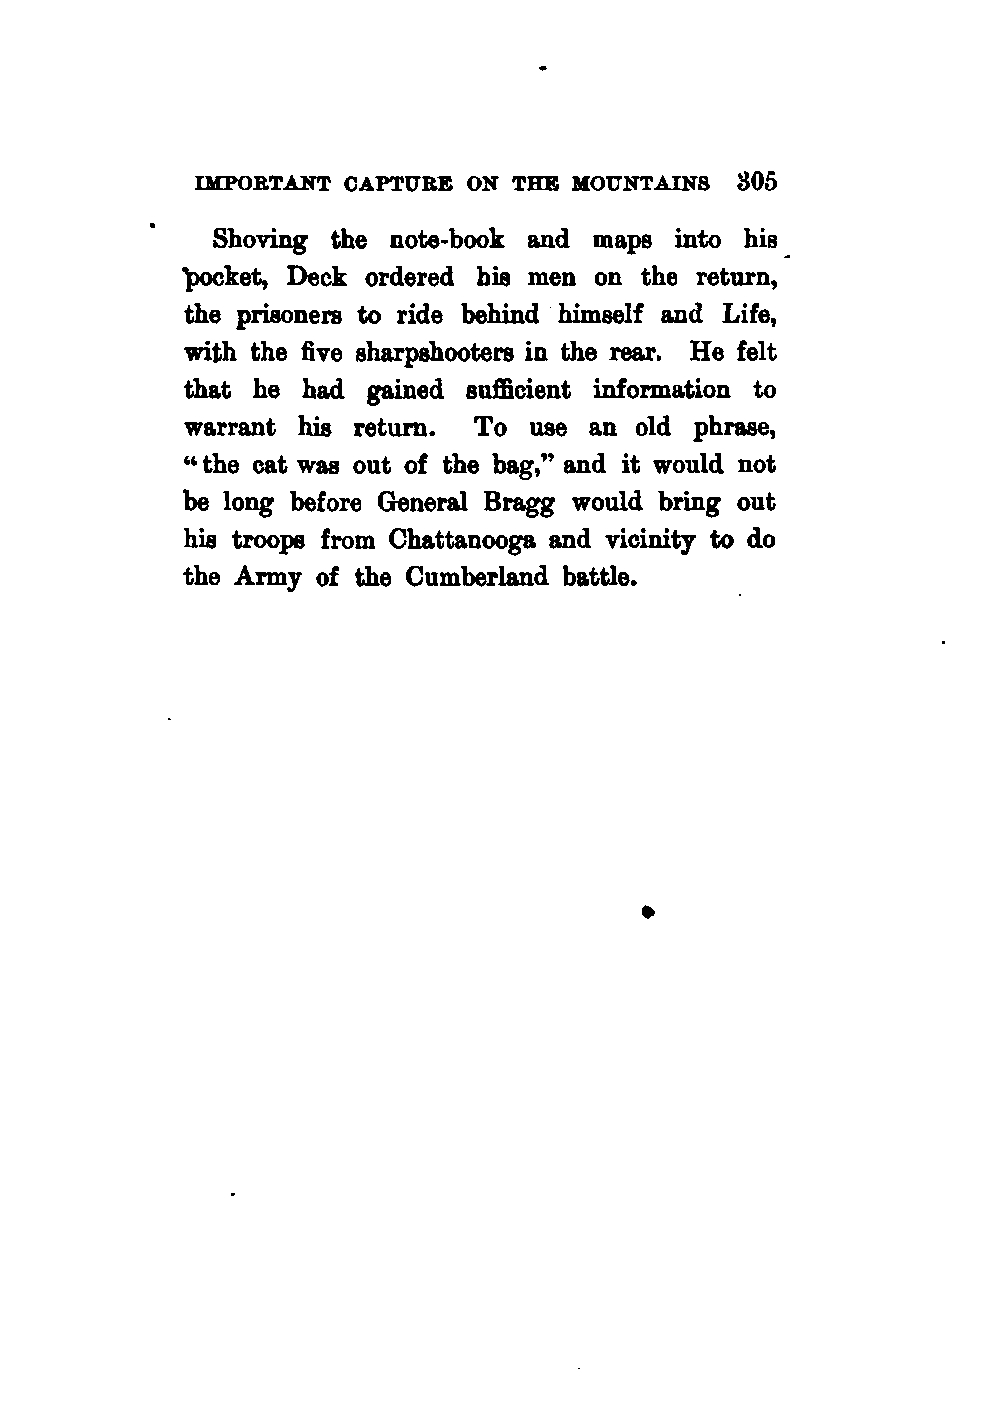 IMPORTANT CAPTURE ON THE MOUNTAINS 305
Shoving the note-book and maps into his
pocket, Deck ordered his men on the return,
the prisoners to ride behind himself and Life,
with the five sharpshooters in the rear. He felt
that he had gained sufficient information to
warrant his return. To use an old phrase,
“the cat was out of the bag,” and it would not
be long before General Bragg would bring out
his troops from Chattanooga and vicinity to do
the Army of the Cumberland battle.